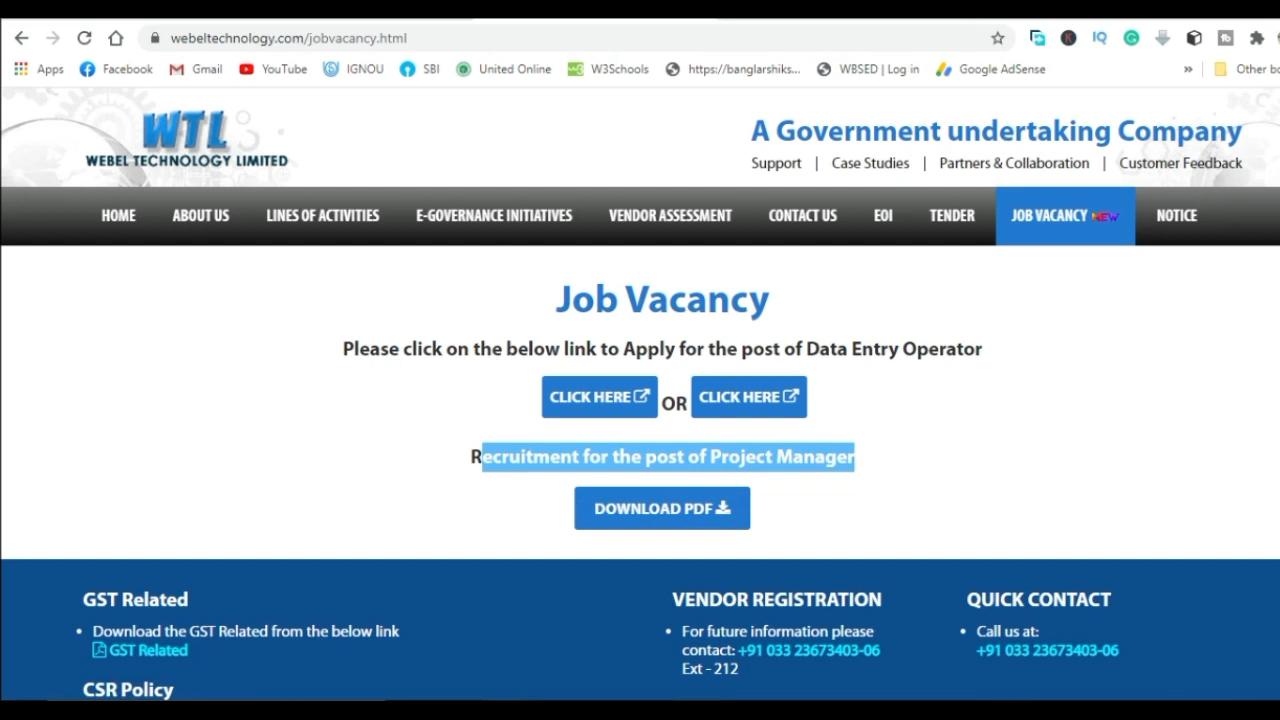 webeltechnology.com/jobvacancy.html
Apps Facebook Gmail YouTube IGNOU SBI United Online W3Schools https://banglarshiks... WBSED | Log in Google AdSense » Other bo
WTL
WEBEL TECHNOLOGY LIMITED
A Government undertaking Company
Support | Case Studies | Partners & Collaboration | Customer Feedback
HOME ABOUT US LINES OF ACTIVITIES E-GOVERNANCE INITIATIVES VENDOR ASSESSMENT CONTACT US EOI TENDER JOB VACANCY NEW NOTICE
Job Vacancy
Please click on the below link to Apply for the post of Data Entry Operator
CLICK HERE OR CLICK HERE
Recruitment for the post of Project Manager
DOWNLOAD PDF
GST Related
• Download the GST Related from the below link
GST Related
CSR Policy
VENDOR REGISTRATION
• For future information please
contact: +91 033 23673403-06
Ext - 212
QUICK CONTACT
• Call us at:
+91 033 23673403-06